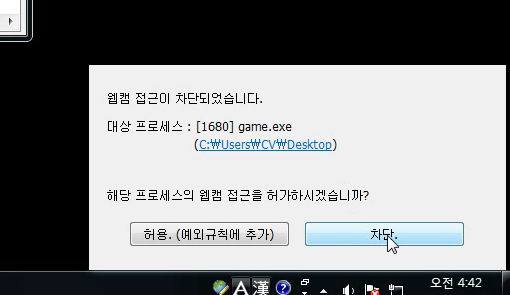 웹캠 접근이 차단되었습니다.
대상 프로세스 : [1680] game.exe
(C:₩Users₩CV₩Desktop)
해당 프로세스의 웹캠 접근을 허가하시겠습니까?
허용. (예외규칙에 추가) 차단.
A 漢 ? 오전 4:42